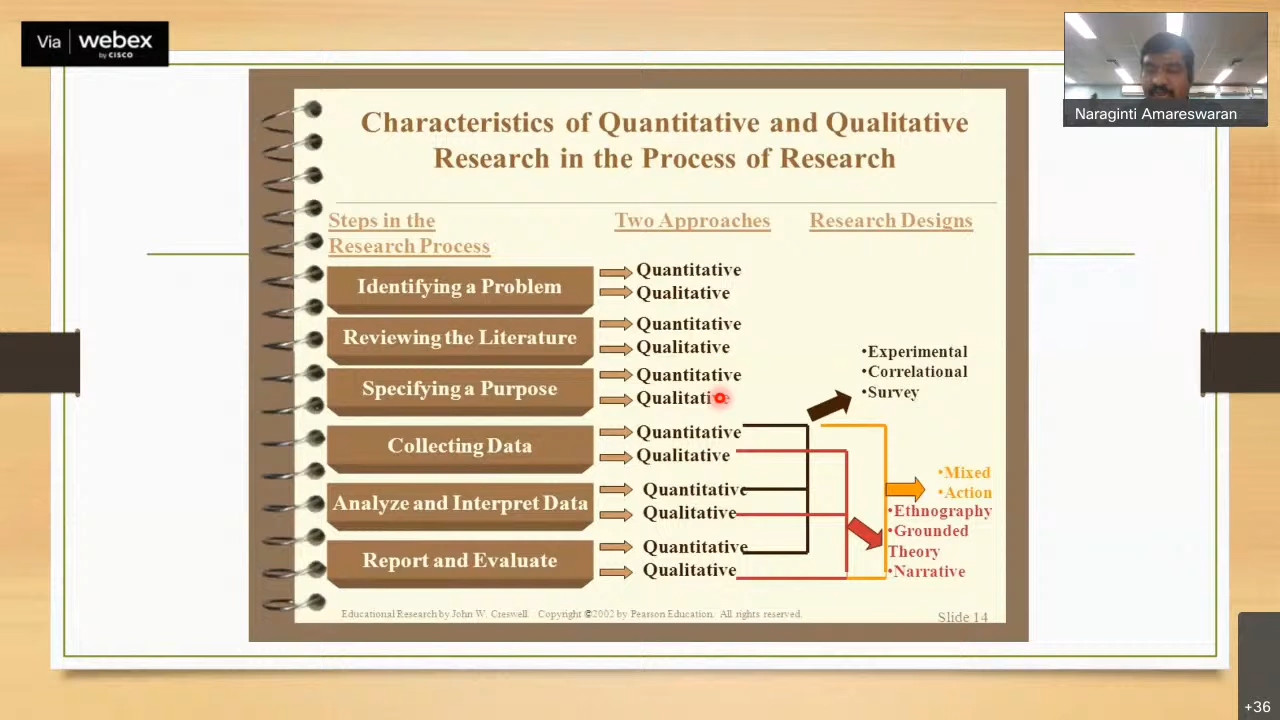 Via webex
by CISCO
Naraginti Amareswaran
Characteristics of Quantitative and Qualitative
Research in the Process of Research
Steps in the
Research Process
Two Approaches
Research Designs
Identifying a Problem
Quantitative
Qualitative
Reviewing the Literature
Quantitative
Qualitative
Specifying a Purpose
Quantitative
Qualitative
Collecting Data
Quantitative
Qualitative
Analyze and Interpret Data
Quantitative
Qualitative
Report and Evaluate
Quantitative
Qualitative
•Experimental
•Correlational
•Survey
•Mixed
•Action
•Ethnography
•Grounded
Theory
•Narrative
Educational Research by John W. Creswell. Copyright ©2002 by Pearson Education. All rights reserved.
Slide 14
+36